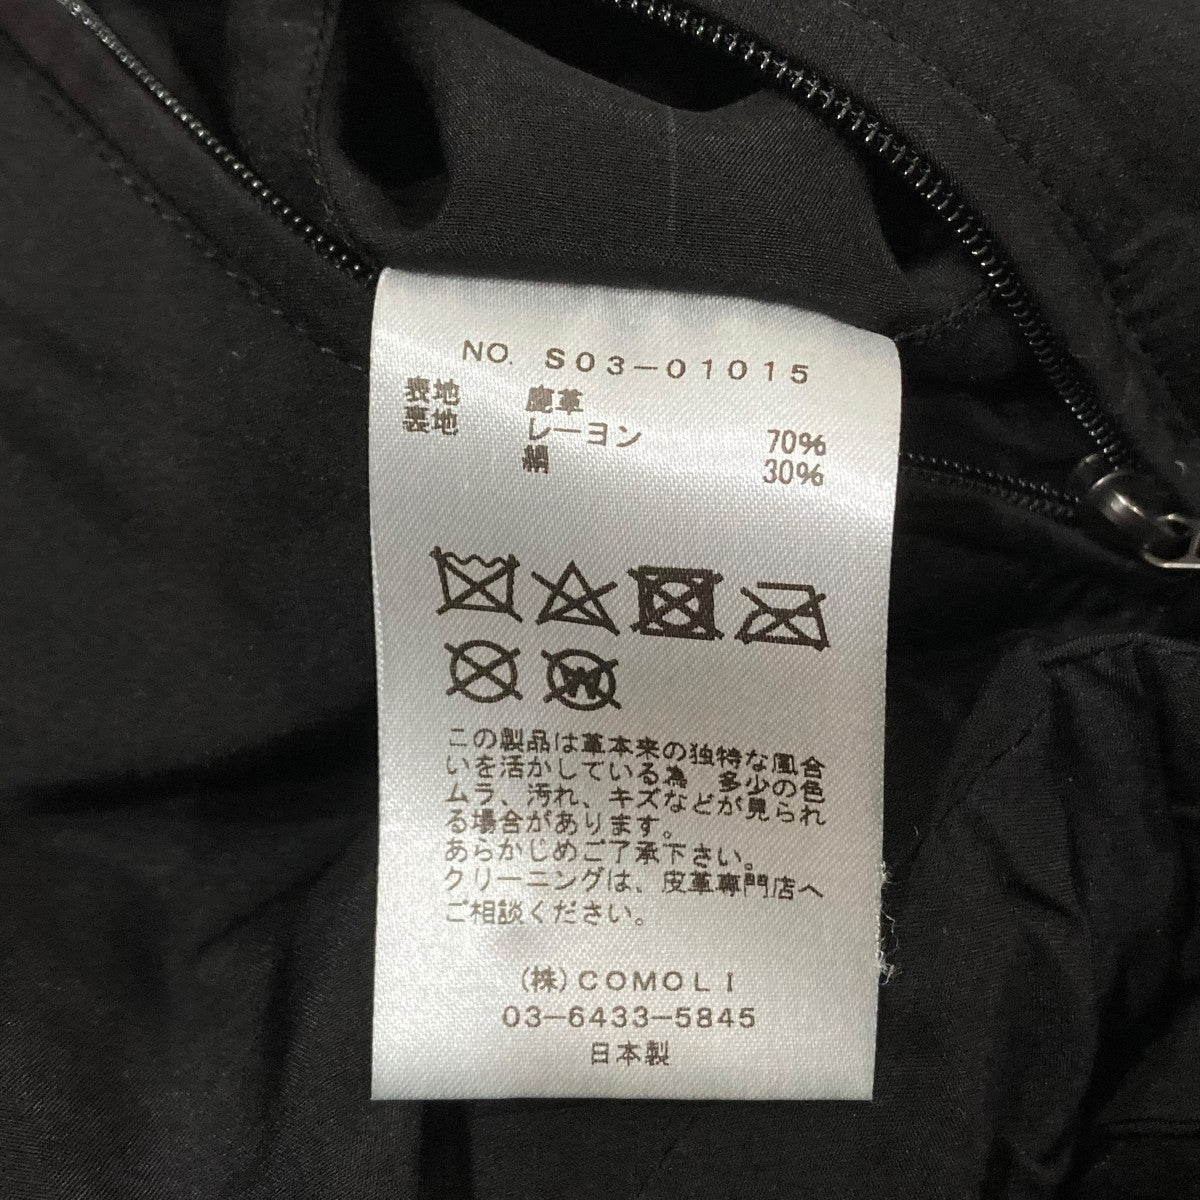 NO. S03-01015
表地 鹿革
裏地 レーヨン 70%
絹 30%
この製品は革本来の独特な風合
いを活かしている為 多少の色
ムラ、汚れ、キズなどが見られ
る場合があります。
あらかじめご了承下さい。
クリーニングは、皮革専門店へ
ご相談ください。
(株)COMOLI
03-6433-5845
日本製